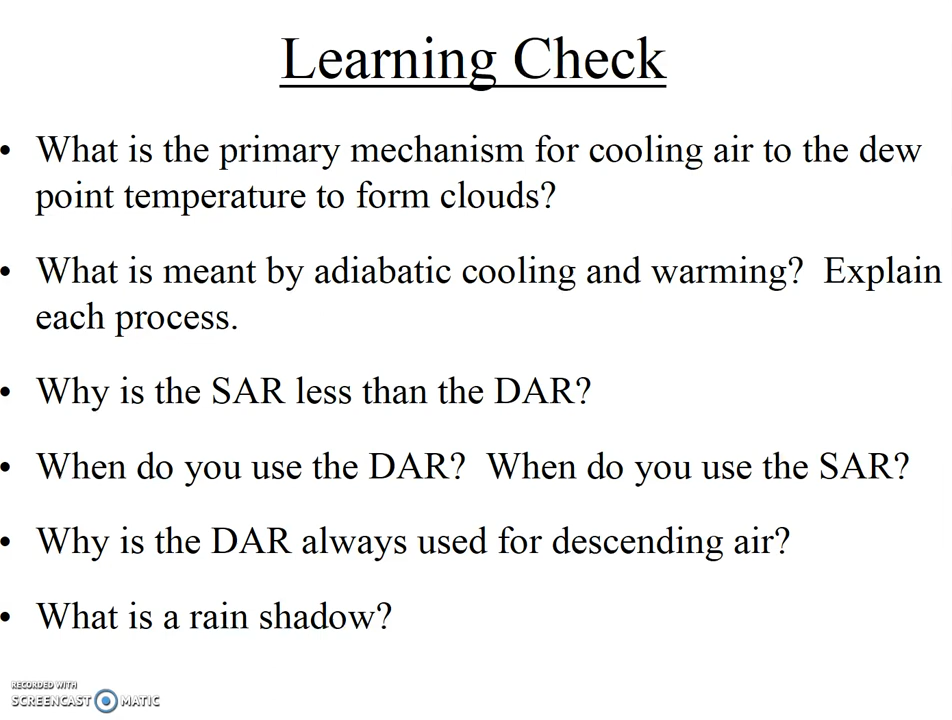 Learning Check
• What is the primary mechanism for cooling air to the dew
point temperature to form clouds?
• What is meant by adiabatic cooling and warming?  Explain
each process.
• Why is the SAR less than the DAR?
• When do you use the DAR?  When do you use the SAR?
• Why is the DAR always used for descending air?
• What is a rain shadow?
RECORDED WITH
SCREENCAST MATIC